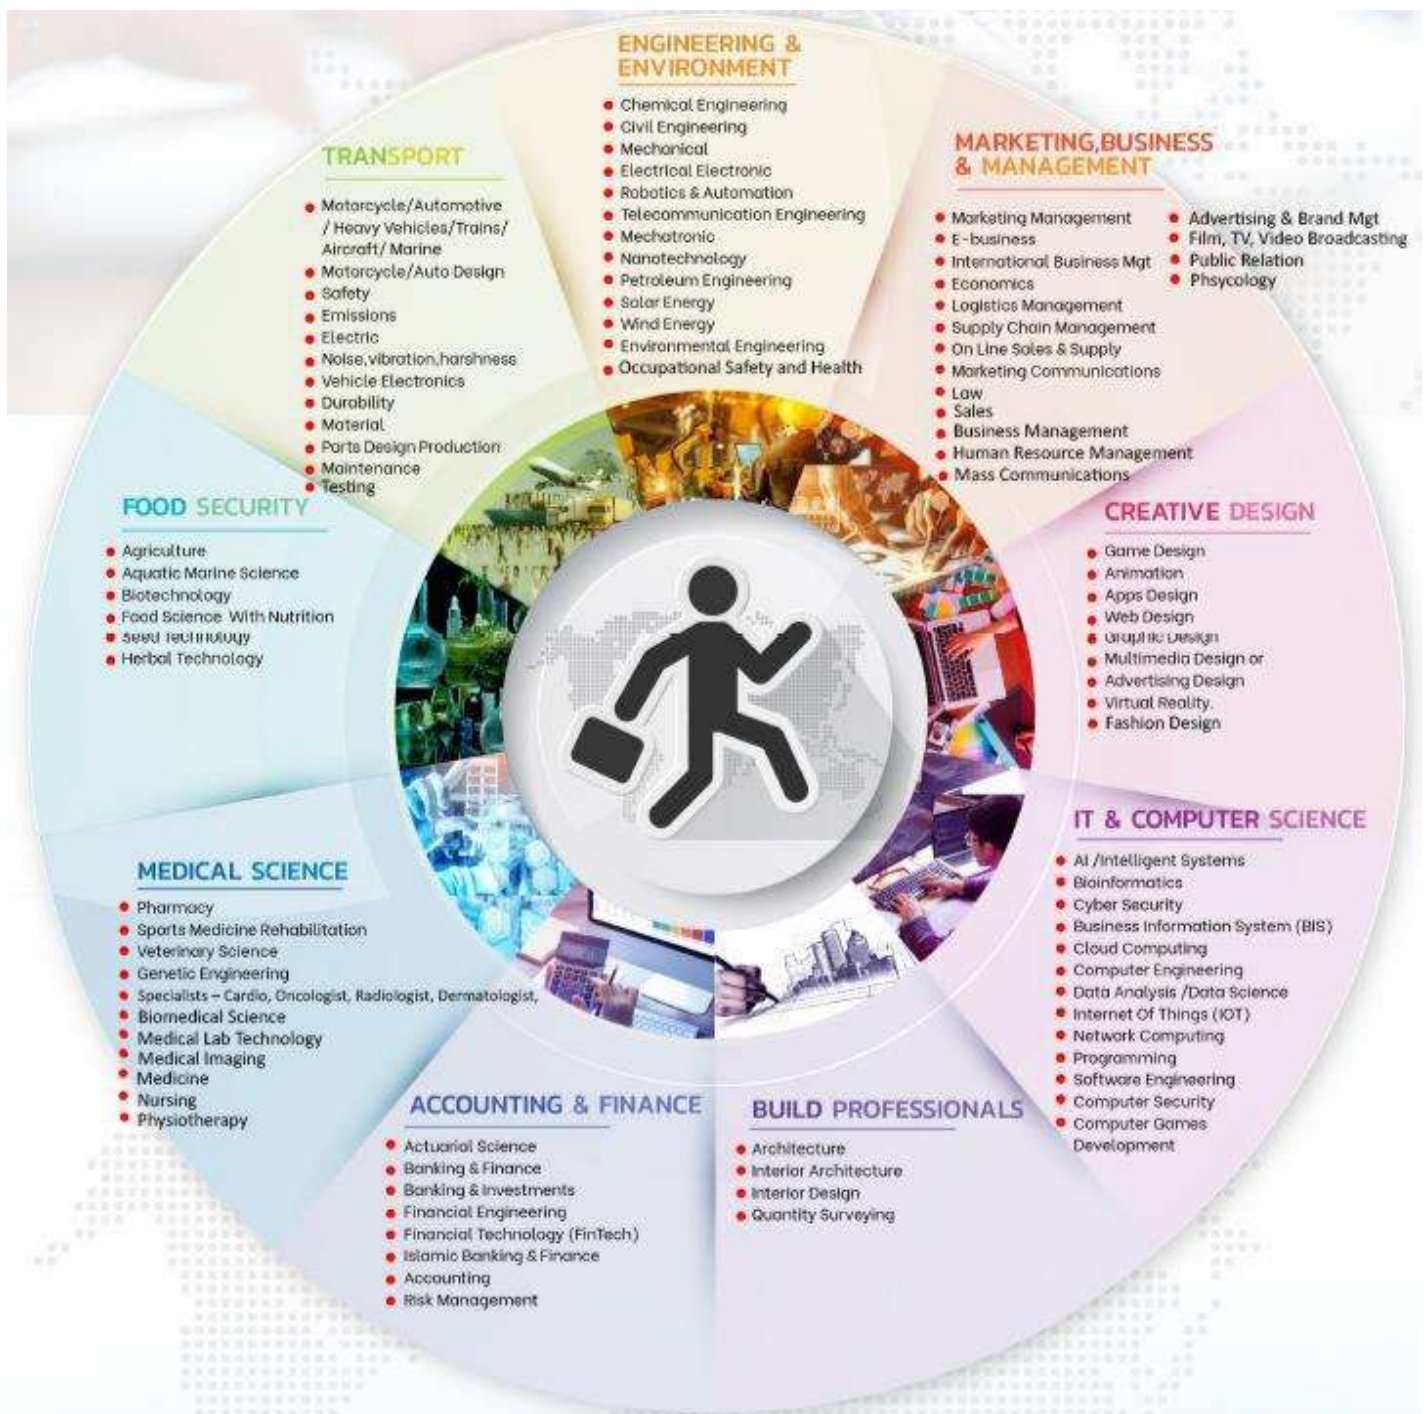 ENGINEERING &
ENVIRONMENT
Chemical Engineering
Civil Engineering
Mechanical
Electrical Electronic
Robotics & Automation
Telecommunication Engineering
Mechatronic
Nanotechnology
Petroleum Engineering
Solar Energy
Wind Energy
Environmental Engineering
Occupational Safety and Health
MARKETING,BUSINESS
& MANAGEMENT
Marketing Management
E-business
International Business Mgt
Economics
Logistics Management
Supply Chain Management
On Line Sales & Supply
Marketing Communications
Law
Sales
Business Management
Human Resource Management
Mass Communications
Advertising & Brand Mgt
Film, TV, Video Broadcasting
Public Relation
Phsycology
CREATIVE DESIGN
Game Design
Animation
Apps Design
Web Design
Graphic Design
Multimedia Design or
Advertising Design
Virtual Reality.
Fashion Design
IT & COMPUTER SCIENCE
AI /Intelligent Systems
Bioinformatics
Cyber Security
Business Information System (BIS)
Cloud Computing
Computer Engineering
Data Analysis /Data Science
Internet Of Things (IOT)
Network Computing
Programming
Software Engineering
Computer Security
Computer Games
Development
BUILD PROFESSIONALS
Architecture
Interior Architecture
Interior Design
Quantity Surveying
ACCOUNTING & FINANCE
Actuarial Science
Banking & Finance
Banking & Investments
Financial Engineering
Financial Technology (FinTech)
Islamic Banking & Finance
Accounting
Risk Management
MEDICAL SCIENCE
Pharmacy
Sports Medicine Rehabilitation
Veterinary Science
Genetic Engineering
Specialists – Cardio, Oncologist, Radiologist, Dermatologist,
Biomedical Science
Medical Lab Technology
Medical Imaging
Medicine
Nursing
Physiotherapy
FOOD SECURITY
Agriculture
Aquatic Marine Science
Biotechnology
Food Science With Nutrition
Seed Technology
Herbal Technology
TRANSPORT
Motorcycle/Automotive
/ Heavy Vehicles/Trains/
Aircraft/ Marine
Motorcycle/Auto Design
Safety
Emissions
Electric
Noise,vibration,harshness
Vehicle Electronics
Durability
Material
Parts Design Production
Maintenance
Testing